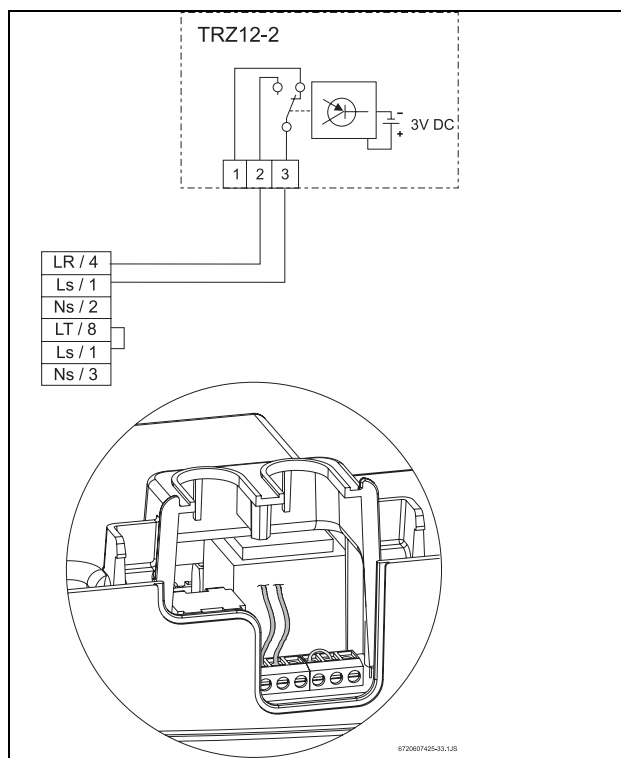 TRZ12-2
3V DC
-
+
1 2 3
LR / 4
Ls / 1
Ns / 2
LT / 8
Ls / 1
Ns / 3
6720607425-33.1JS